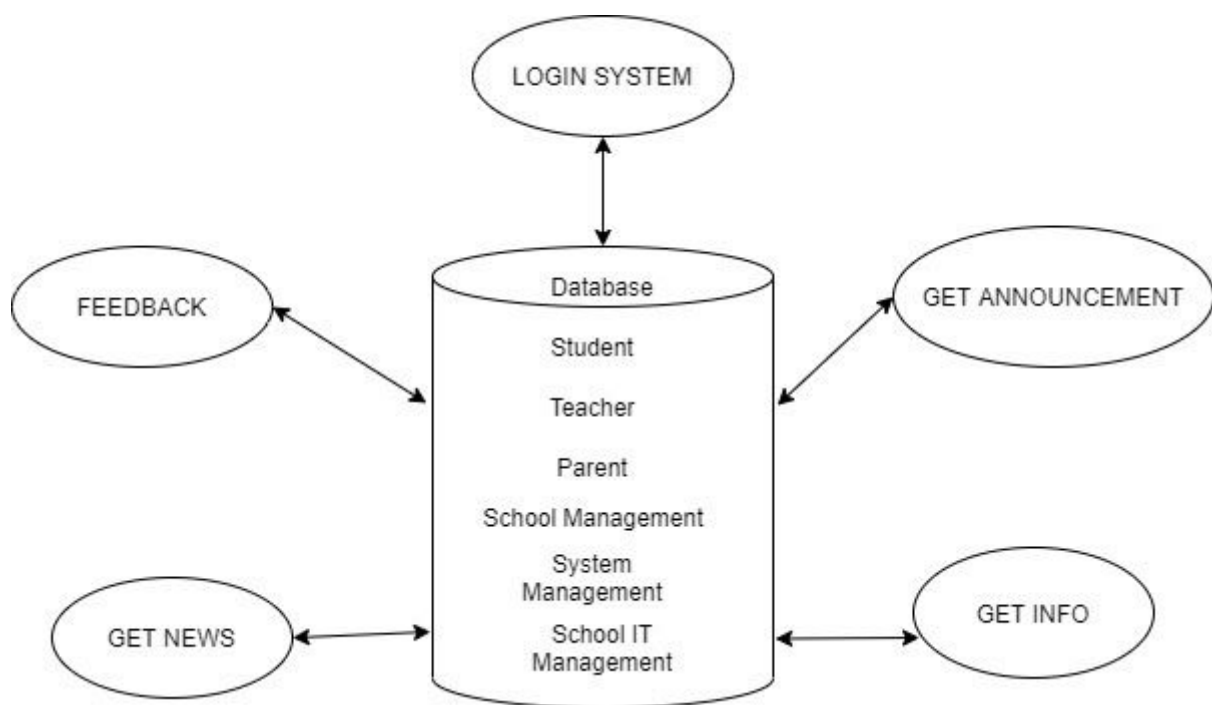 LOGIN SYSTEM
FEEDBACK
Database
GET ANNOUNCEMENT
Student
Teacher
Parent
School Management
System
Management
GET NEWS
School IT
Management
GET INFO